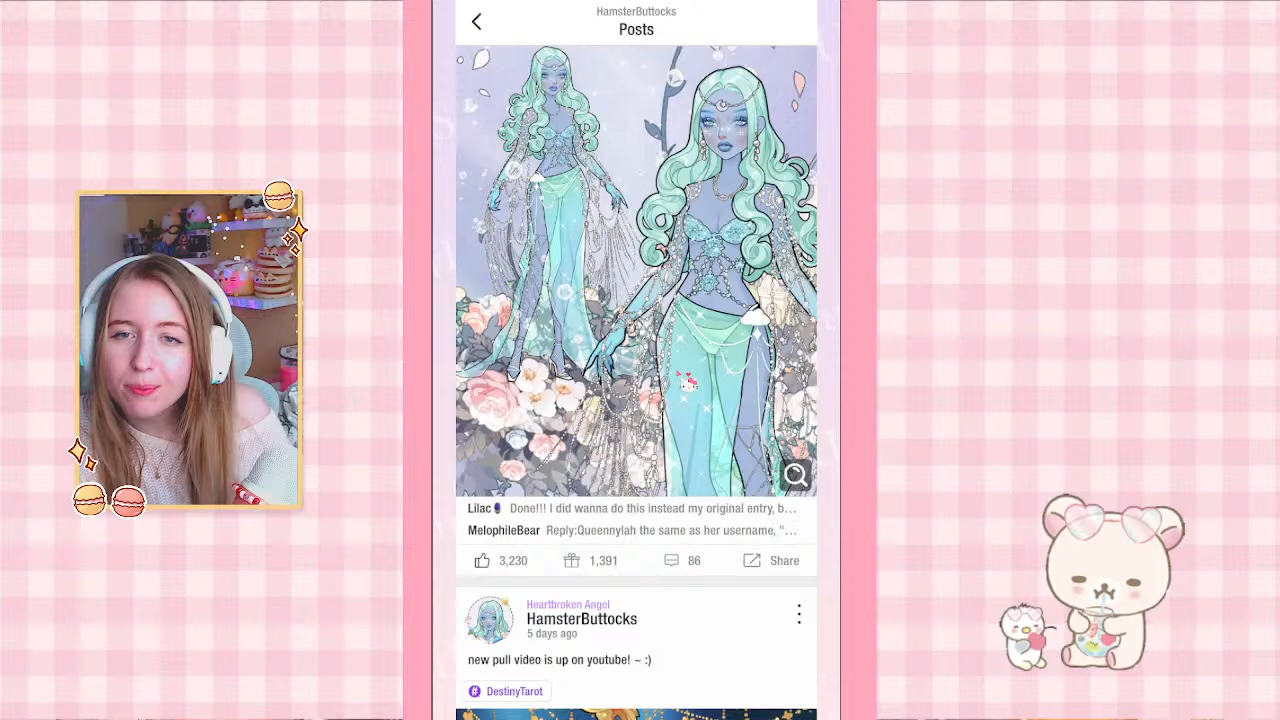 HamsterButtocks
Posts
Lilac Done!!! I did wanna do this instead my original entry, b...
MelophileBear Reply:Queennylah the same as her username, "...
3,230
1,391
86
Share
Heartbroken Angel
HamsterButtocks
5 days ago
new pull video is up on youtube! ~ :)
# DestinyTarot